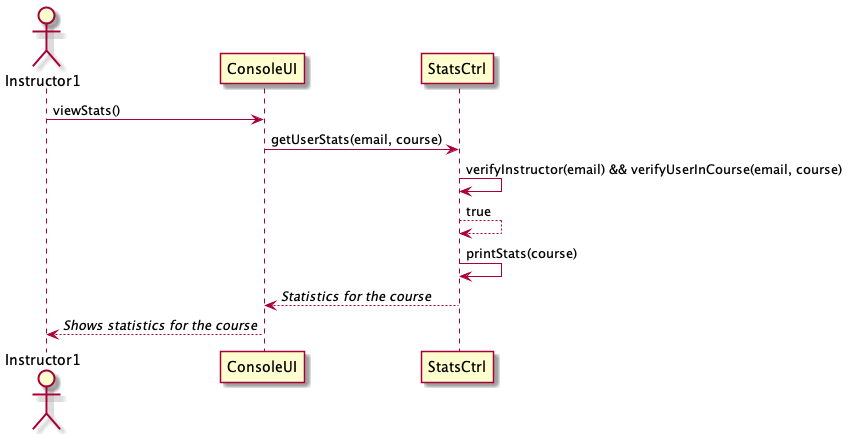 Instructor1
ConsoleUI
StatsCtrl
viewStats()
getUserStats(email, course)
verifyInstructor(email) && verifyUserInCourse(email, course)
true
printStats(course)
Statistics for the course
Shows statistics for the course
Instructor1
ConsoleUI
StatsCtrl